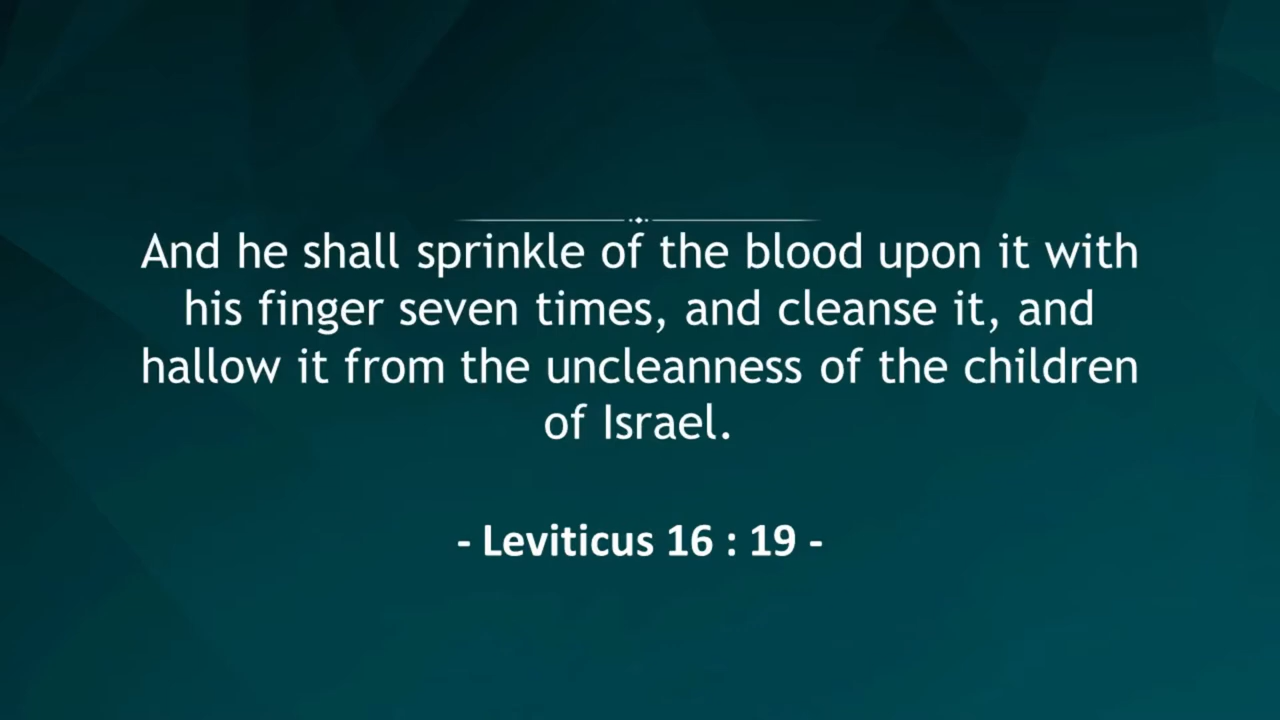 And he shall sprinkle of the blood upon it with
his finger seven times, and cleanse it, and
hallow it from the uncleanness of the children
of Israel.
- Leviticus 16 : 19 -